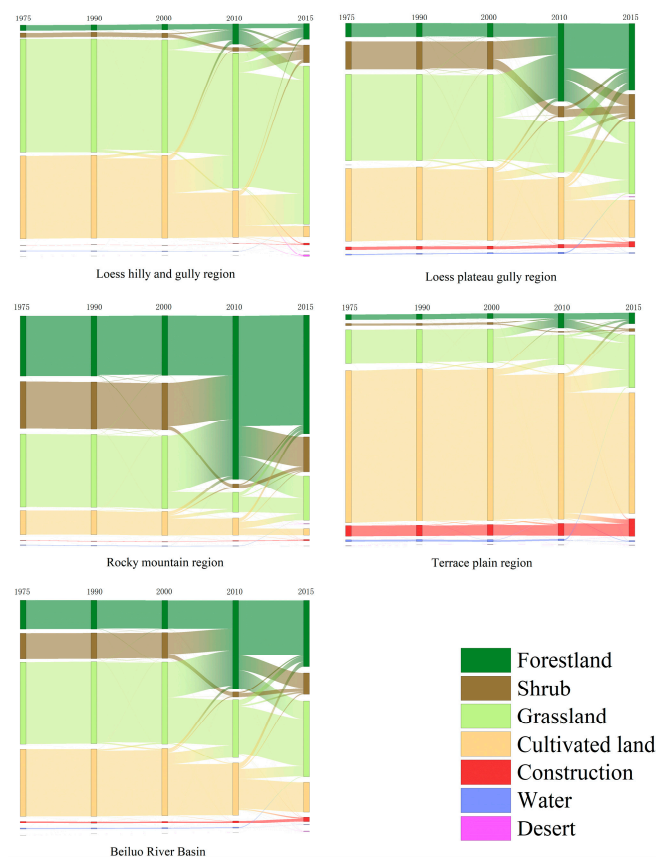 1975 1990 2000 2010 2015
Loess hilly and gully region
1975 1990 2000 2010 2015
Loess plateau gully region
1975 1990 2000 2010 2015
Rocky mountain region
1975 1990 2000 2010 2015
Terrace plain region
1975 1990 2000 2010 2015
Beiluo River Basin
Forestland
Shrub
Grassland
Cultivated land
Construction
Water
Desert